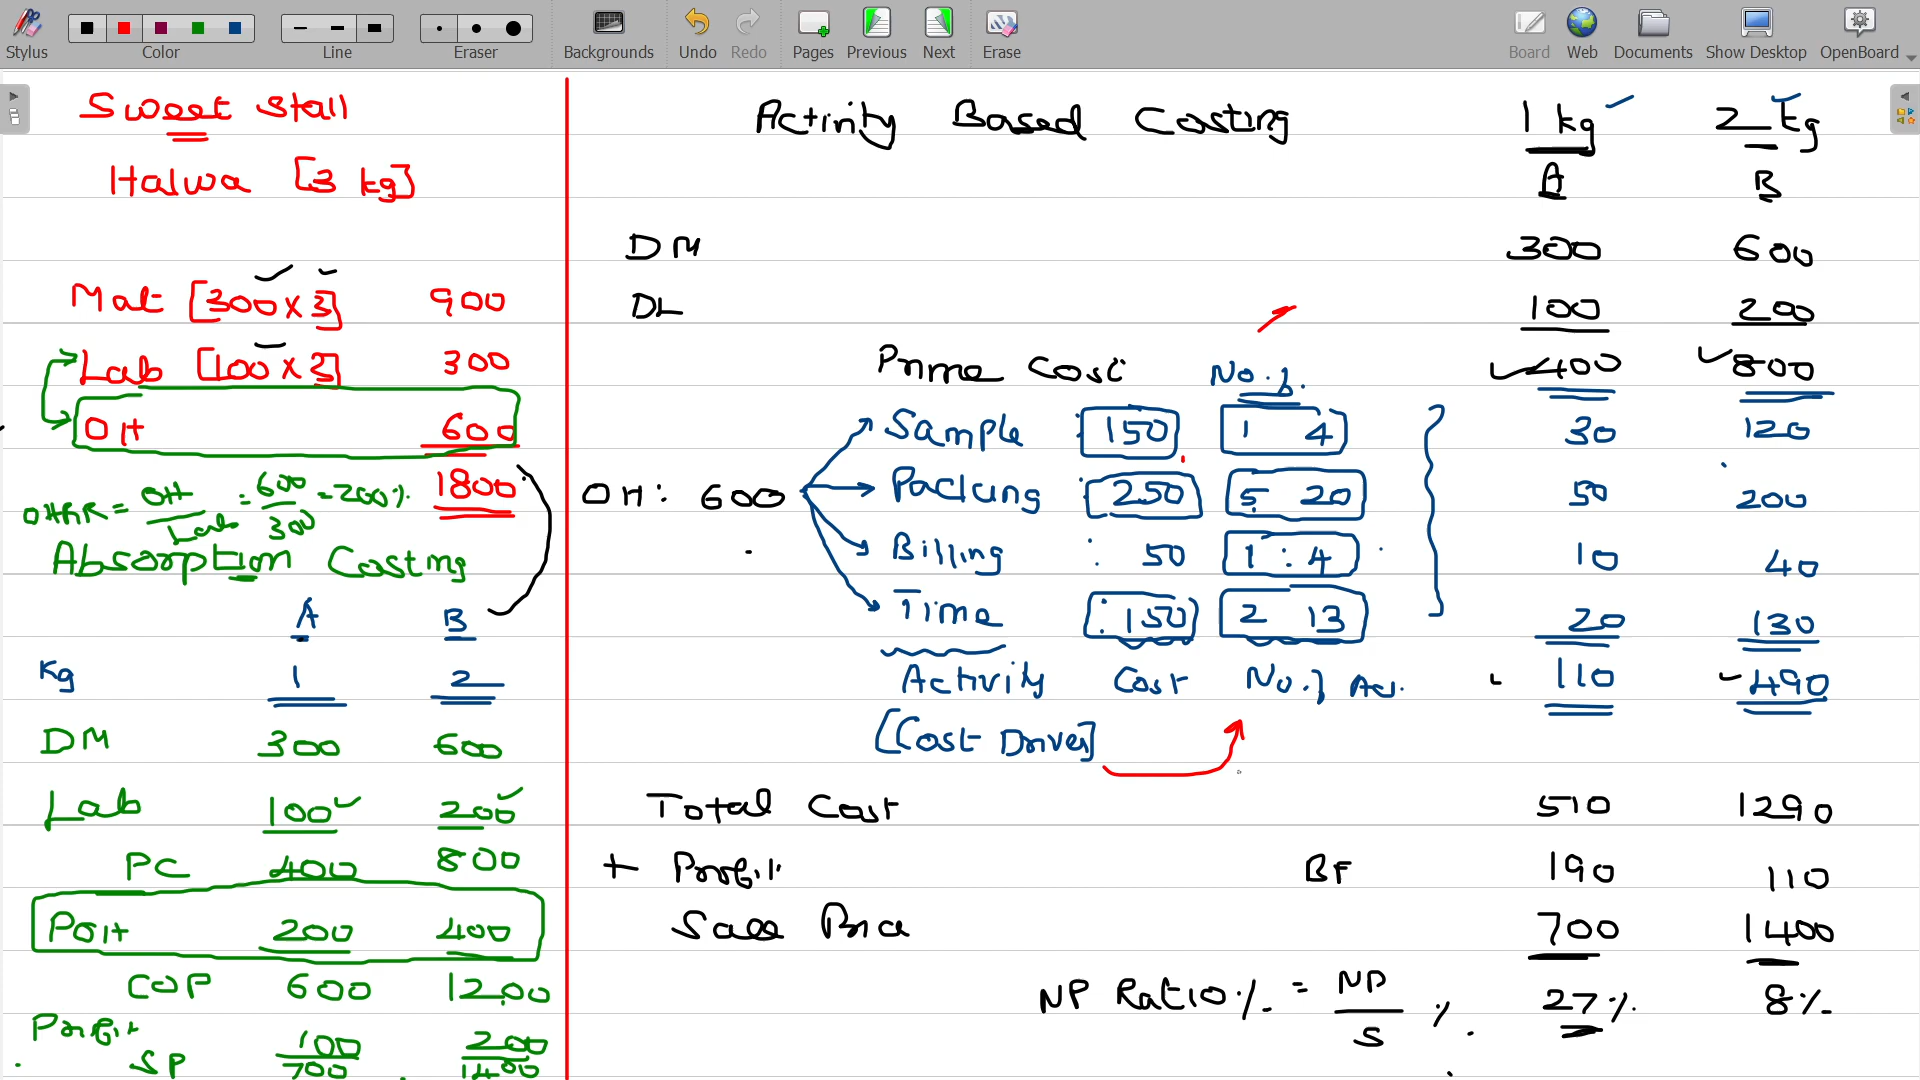 Stylus Color Line Eraser Backgrounds Undo Redo Pages Previous Next Erase Board Web Documents Show Desktop OpenBoard
Sweet Stall
Halwa [3 kg]
Mat [300 x 3] 900
Lab [100 x 3] 300
OH 600
1800
OHRR = OH / Lab = 600 / 300 = 200%
Absorption Costing
A B
Kg 1 2
DM 300 600
Lab 100 200
PC 400 800
POH 200 400
COP 600 1200
Profit 100 200
SP 700 1400
Activity Based Costing 1 kg 2 kg
A B
DM 300 600
DL 100 200
Prime Cost No. of. 400 800
Sample : 150 1 4 30 120
OH : 600 Packing : 250 5 20 50 200
Billing : 50 1 : 4 10 40
Time : 150 2 13 20 130
Activity Cost No. of Act. 110 490
[Cost Driver]
Total Cost 510 1290
+ Profit BF 190 110
Sale Price 700 1400
NP Ratio % = NP / S % 27% 8%